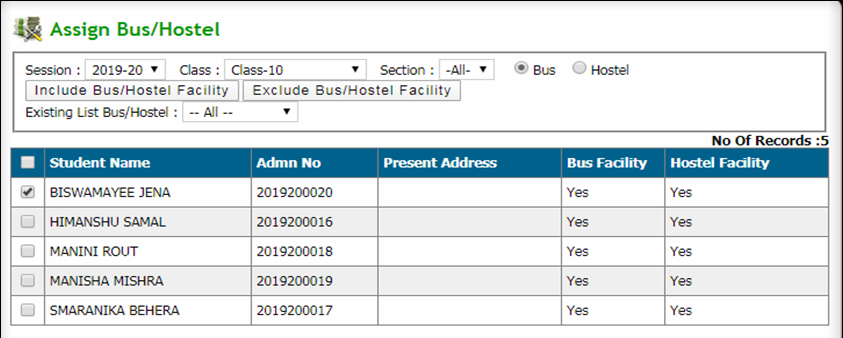 Assign Bus/Hostel
Session : 2019-20 Class : Class-10 Section : -All- Bus Hostel
Include Bus/Hostel Facility Exclude Bus/Hostel Facility
Existing List Bus/Hostel : -- All --
No Of Records :5
Student Name Admn No Present Address Bus Facility Hostel Facility
BISWAMAYEE JENA 2019200020 Yes Yes
HIMANSHU SAMAL 2019200016 Yes Yes
MANINI ROUT 2019200018 Yes Yes
MANISHA MISHRA 2019200019 Yes Yes
SMARANIKA BEHERA 2019200017 Yes Yes